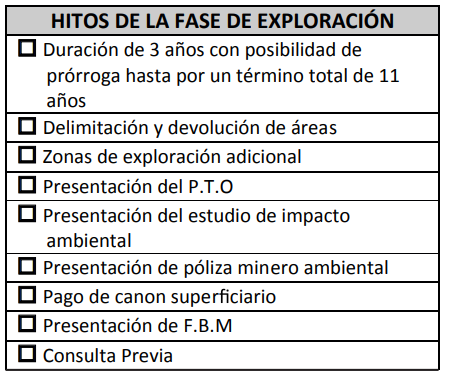 HITOS DE LA FASE DE EXPLORACIÓN
Duración de 3 años con posibilidad de
prórroga hasta por un término total de 11
años
Delimitación y devolución de áreas
Zonas de exploración adicional
Presentación del P.T.O
Presentación del estudio de impacto
ambiental
Presentación de póliza minero ambiental
Pago de canon superficiario
Presentación de F.B.M
Consulta Previa